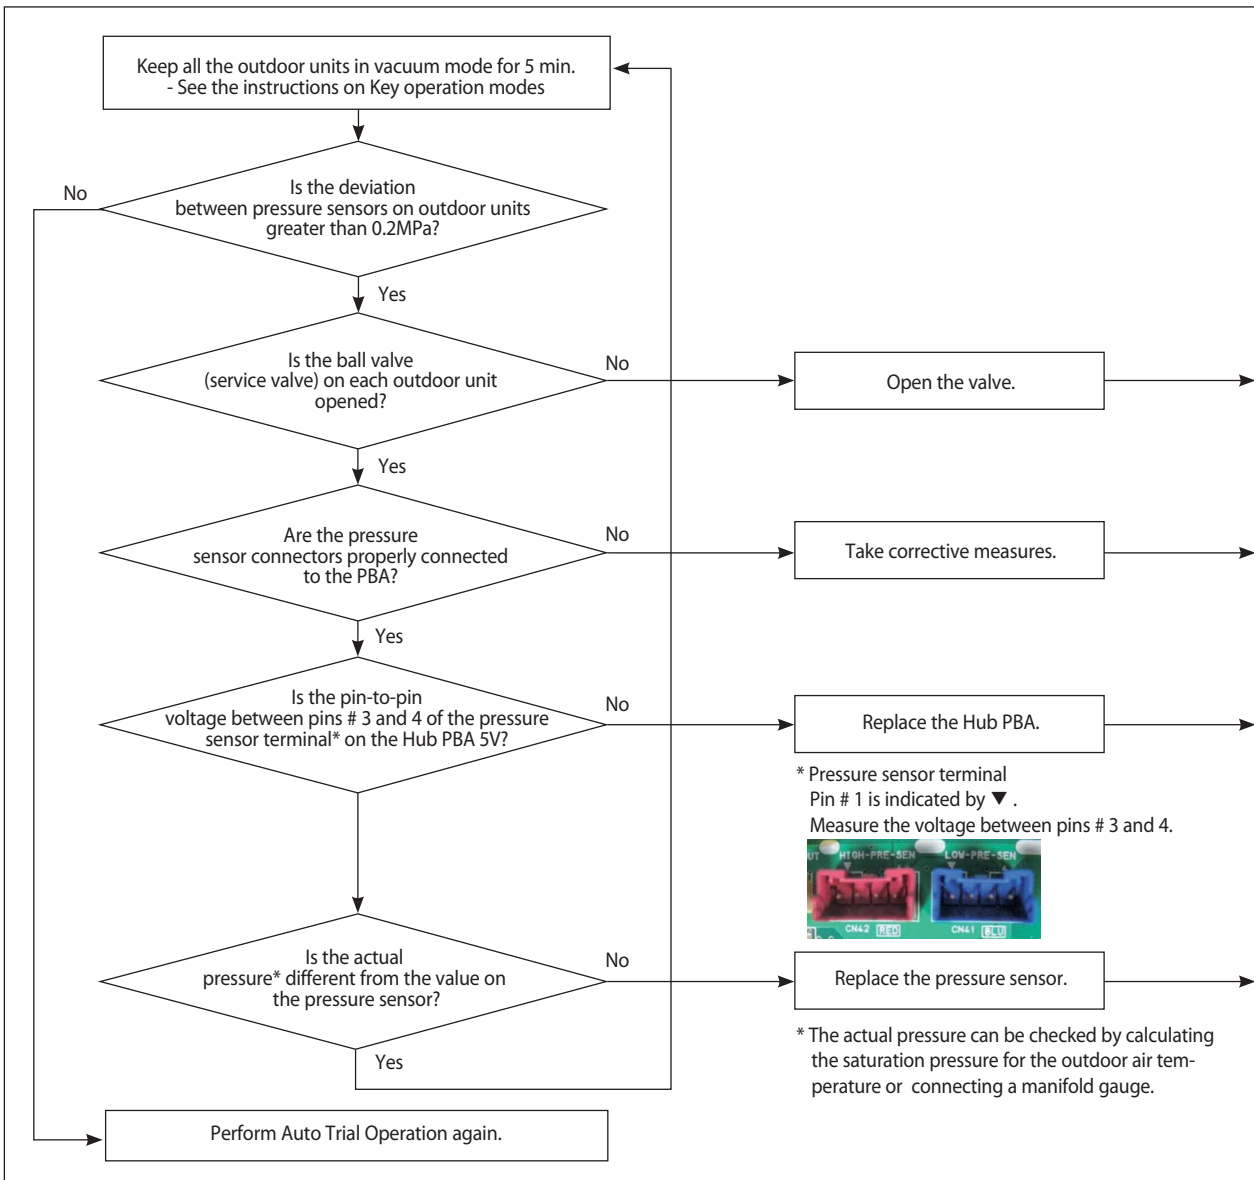 Keep all the outdoor units in vacuum mode for 5 min.
- See the instructions on Key operation modes
No
Is the deviation
between pressure sensors on outdoor units
greater than 0.2MPa?
Yes
Is the ball valve
(service valve) on each outdoor unit
opened?
No
Open the valve.
Yes
Are the pressure
sensor connectors properly connected
to the PBA?
No
Take corrective measures.
Yes
Is the pin-to-pin
voltage between pins # 3 and 4 of the pressure
sensor terminal* on the Hub PBA 5V?
No
Replace the Hub PBA.
* Pressure sensor terminal
Pin # 1 is indicated by ▼ .
Measure the voltage between pins # 3 and 4.
UT HIGH-PRE-SEN LOW-PRE-SEN
CN42 RED CN41 BLU
Is the actual
pressure* different from the value on
the pressure sensor?
No
Replace the pressure sensor.
Yes
* The actual pressure can be checked by calculating
the saturation pressure for the outdoor air tem-
perature or connecting a manifold gauge.
Perform Auto Trial Operation again.